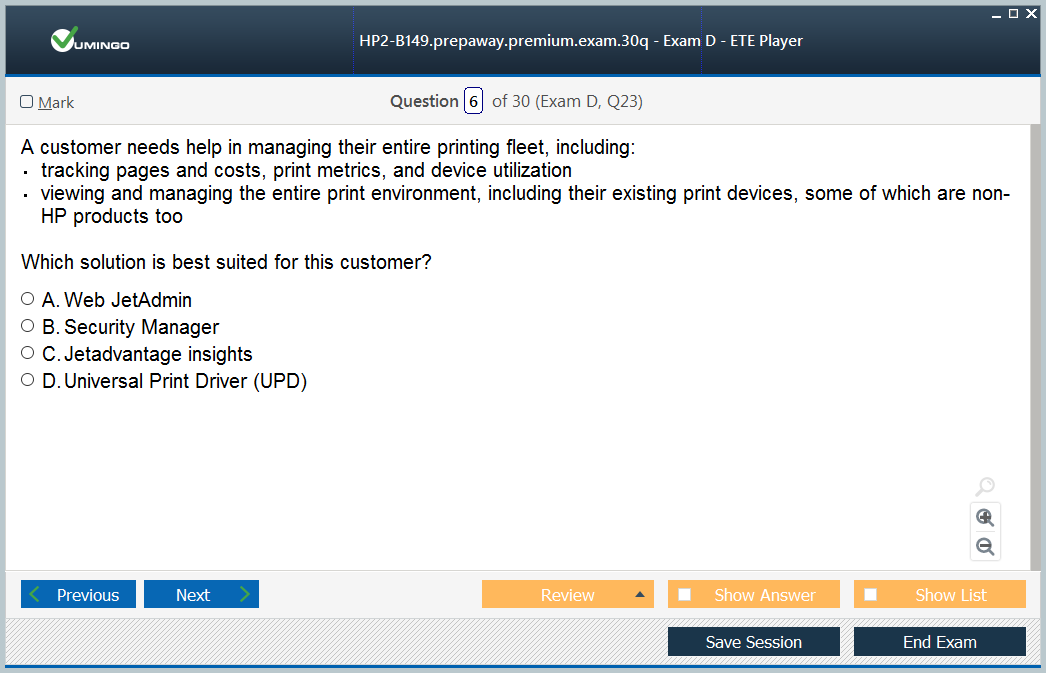 VUMINGO
HP2-B149.prepaway.premium.exam.30q - Exam D - ETE Player
Mark
Question 6 of 30 (Exam D, Q23)
A customer needs help in managing their entire printing fleet, including:
· tracking pages and costs, print metrics, and device utilization
· viewing and managing the entire print environment, including their existing print devices, some of which are non-
HP products too
Which solution is best suited for this customer?
A. Web JetAdmin
B. Security Manager
C. Jetadvantage insights
D. Universal Print Driver (UPD)
Previous Next Review Show Answer Show List
Save Session End Exam